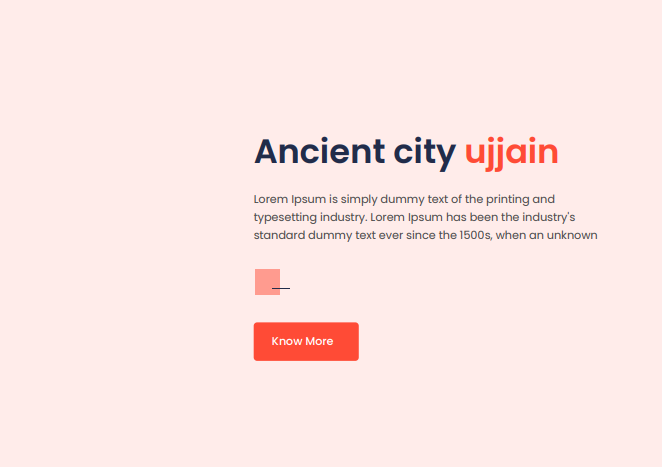 Ancient city ujjain
Lorem Ipsum is simply dummy text of the printing and
typesetting industry. Lorem Ipsum has been the industry's
standard dummy text ever since the 1500s, when an unknown
Know More